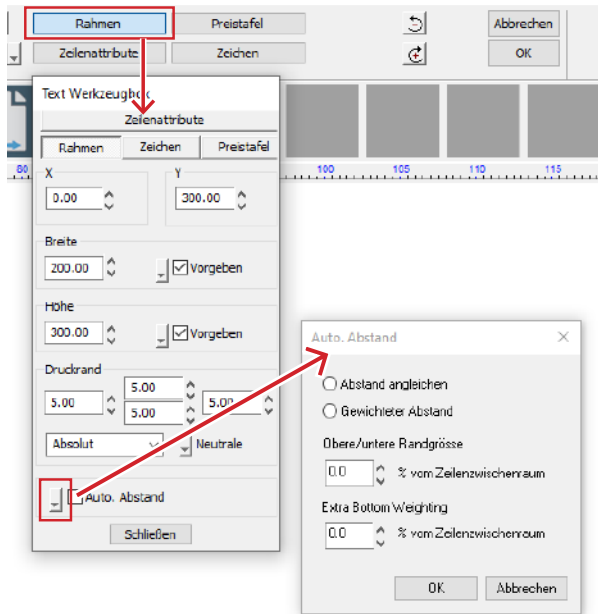 Rahmen Preistafel Abbrechen
Zeilenattribute Zeichen OK
Text Werkzeugbox
Zeilenattribute
Rahmen Zeichen Preistafel
80 100 105 110 115
X Y
0.00 300.00
Breite
200.00 Vorgeben
Höhe
300.00 Vorgeben
Druckrand
5.00 5.00 5.00
5.00
Absolut Neutrale
Auto. Abstand
Schließen
Auto. Abstand
Abstand angleichen
Gewichteter Abstand
Obere/untere Randgrösse
0.0 % vom Zeilenzwischenraum
Extra Bottom Weighting
0.0 % vom Zeilenzwischenraum
OK Abbrechen